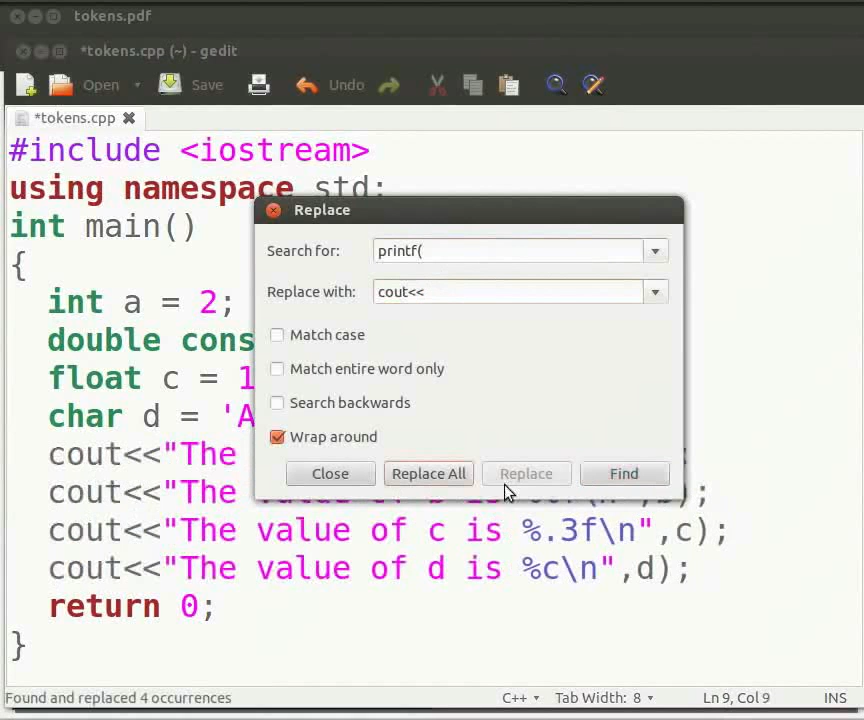 tokens.pdf
*tokens.cpp (~) - gedit
Open Save Undo
*tokens.cpp
#include <iostream>
using namespace std;
int main()
{
int a = 2;
double cons
float c = 1
char d = 'A
cout<<"The
cout<<"The value of b is %.0f\n",b);
cout<<"The value of c is %.3f\n",c);
cout<<"The value of d is %c\n",d);
return 0;
}
Replace
Search for: printf(
Replace with: cout<<
Match case
Match entire word only
Search backwards
Wrap around
Close Replace All Replace Find
Found and replaced 4 occurrences C++ Tab Width: 8 Ln 9, Col 9 INS